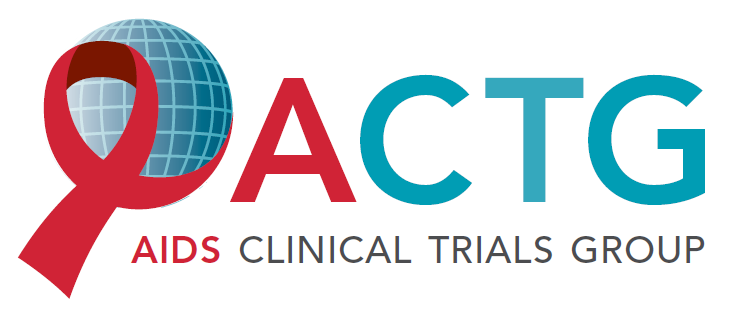 ACTG
AIDS CLINICAL TRIALS GROUP